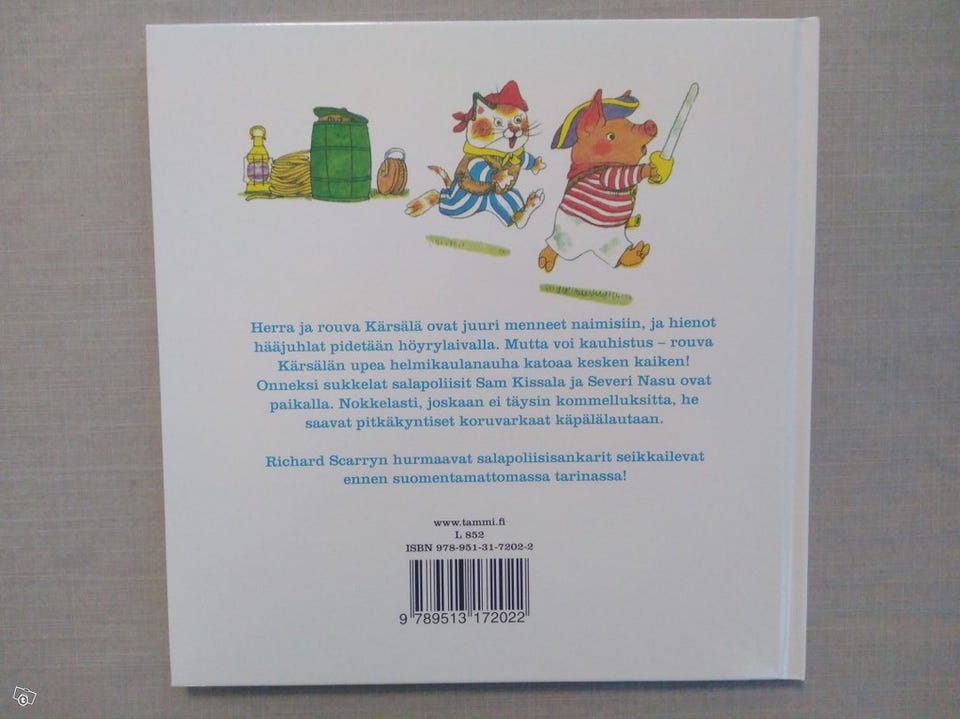 Herra ja rouva Kärsälä ovat juuri menneet naimisiin, ja hienot
hääjuhlat pidetään höyrylaivalla. Mutta voi kauhistus – rouva
Kärsälän upea helmikaulanauha katoaa kesken kaiken!
Onneksi sukkelat salapoliisit Sam Kissala ja Severi Nasu ovat
paikalla. Nokkelasti, joskaan ei täysin kommelluksitta, he
saavat pitkäkyntiset koruvarkaat käpälälautaan.
Richard Scarryn hurmaavat salapoliisisankarit seikkailevat
ennen suomentamattomassa tarinassa!
www.tammi.fi
L 852
ISBN 978-951-31-7202-2
9 789513 172022
t